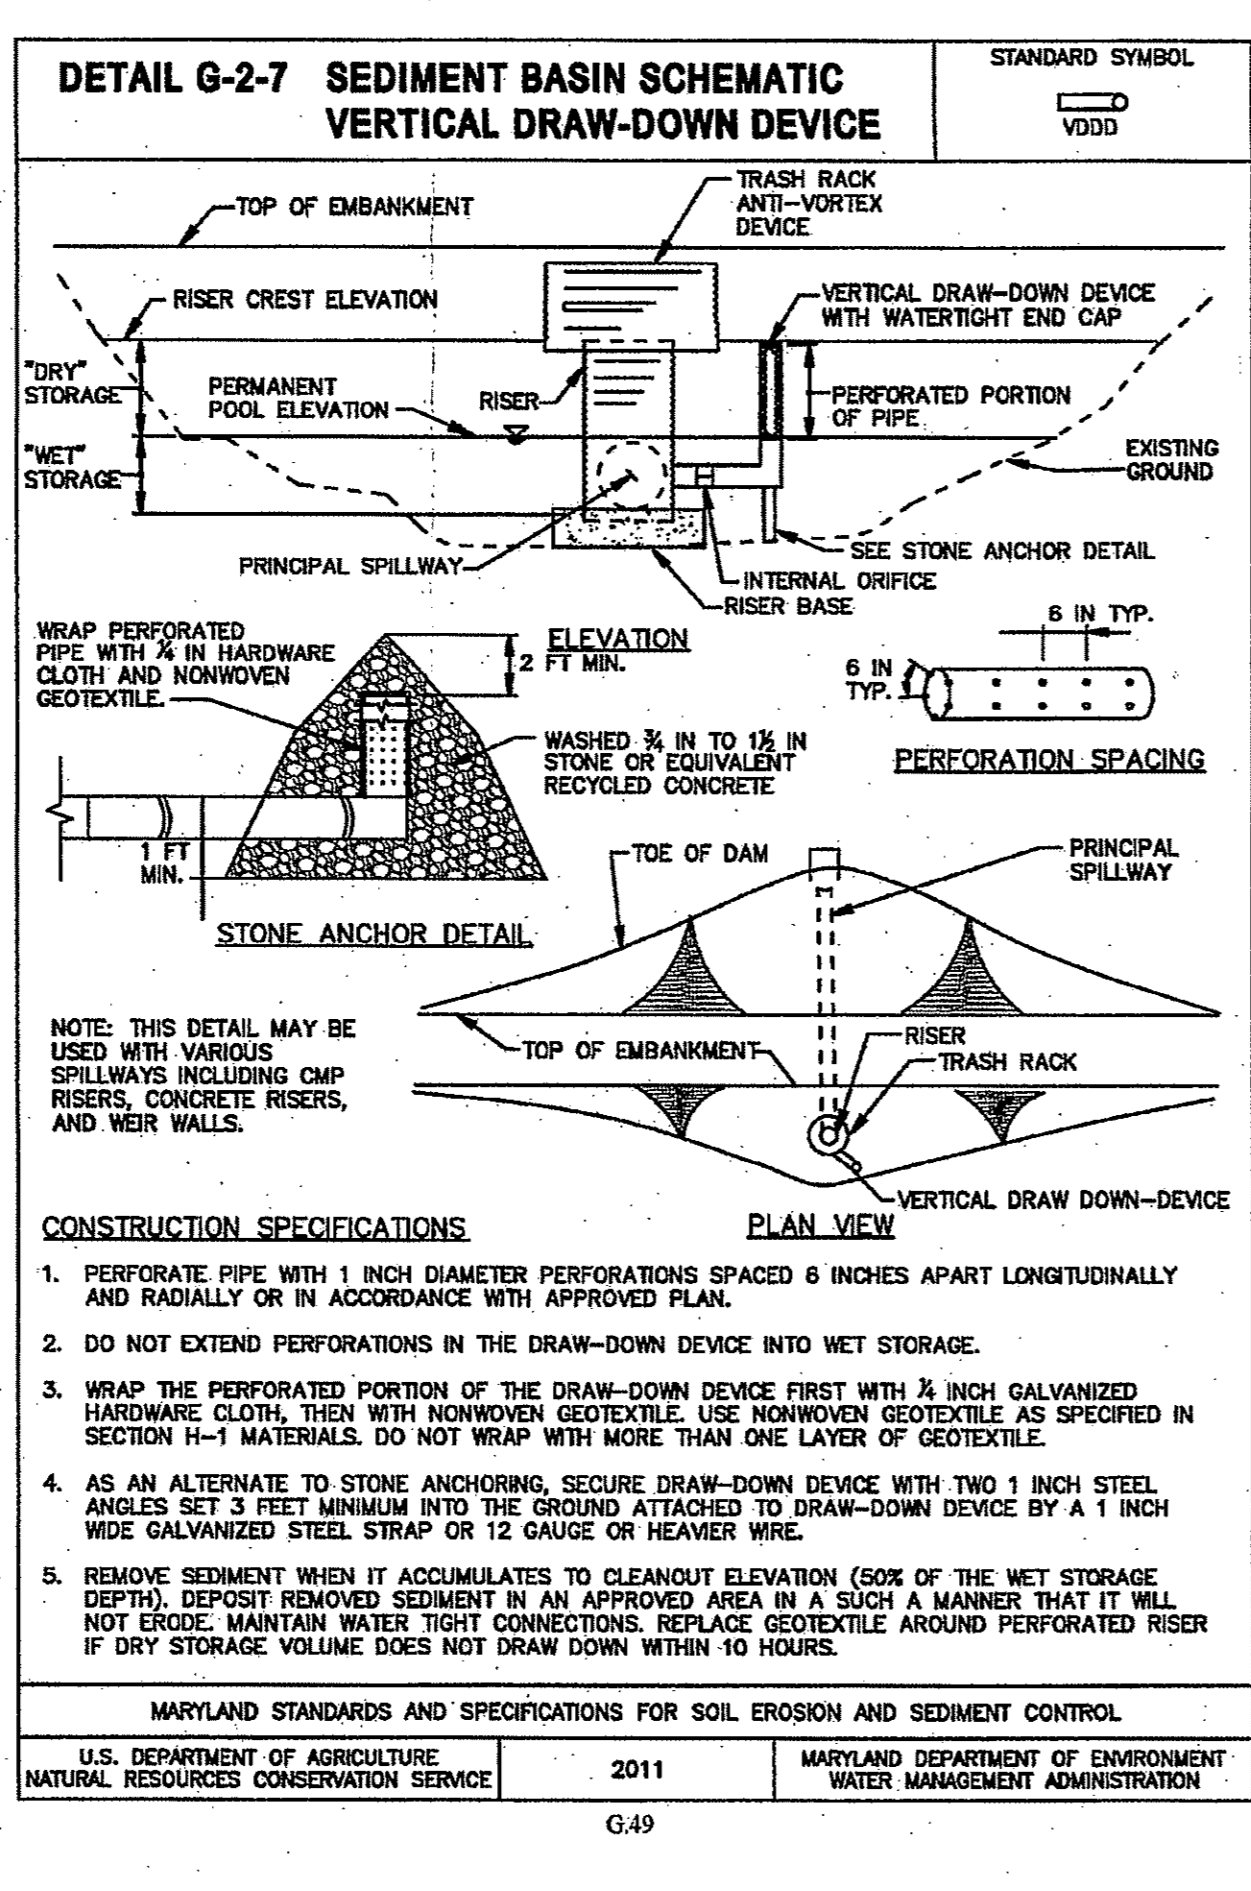 DETAIL G-2-7 SEDIMENT BASIN SCHEMATIC
VERTICAL DRAW-DOWN DEVICE
STANDARD SYMBOL
VDDD
TOP OF EMBANKMENT
TRASH RACK
ANTI-VORTEX
DEVICE
RISER CREST ELEVATION
VERTICAL DRAW-DOWN DEVICE
WITH WATERTIGHT END CAP
"DRY"
STORAGE
PERMANENT
POOL ELEVATION
RISER
PERFORATED PORTION
OF PIPE
"WET"
STORAGE
EXISTING
GROUND
PRINCIPAL SPILLWAY
SEE STONE ANCHOR DETAIL
INTERNAL ORIFICE
RISER BASE
ELEVATION
WRAP PERFORATED
PIPE WITH ¼ IN HARDWARE
CLOTH AND NONWOVEN
GEOTEXTILE.
2 FT MIN.
WASHED ¾ IN TO 1½ IN
STONE OR EQUIVALENT
RECYCLED CONCRETE
1 FT
MIN.
STONE ANCHOR DETAIL
6 IN TYP.
6 IN
TYP.
PERFORATION SPACING
TOE OF DAM
PRINCIPAL
SPILLWAY
NOTE: THIS DETAIL MAY BE
USED WITH VARIOUS
SPILLWAYS INCLUDING CMP
RISERS, CONCRETE RISERS,
AND WEIR WALLS.
TOP OF EMBANKMENT
RISER
TRASH RACK
VERTICAL DRAW DOWN-DEVICE
PLAN VIEW
CONSTRUCTION SPECIFICATIONS
1. PERFORATE PIPE WITH 1 INCH DIAMETER PERFORATIONS SPACED 6 INCHES APART LONGITUDINALLY
AND RADIALLY OR IN ACCORDANCE WITH APPROVED PLAN.
2. DO NOT EXTEND PERFORATIONS IN THE DRAW-DOWN DEVICE INTO WET STORAGE.
3. WRAP THE PERFORATED PORTION OF THE DRAW-DOWN DEVICE FIRST WITH ¼ INCH GALVANIZED
HARDWARE CLOTH, THEN WITH NONWOVEN GEOTEXTILE. USE NONWOVEN GEOTEXTILE AS SPECIFIED IN
SECTION H-1 MATERIALS. DO NOT WRAP WITH MORE THAN ONE LAYER OF GEOTEXTILE.
4. AS AN ALTERNATE TO STONE ANCHORING, SECURE DRAW-DOWN DEVICE WITH TWO 1 INCH STEEL
ANGLES SET 3 FEET MINIMUM INTO THE GROUND ATTACHED TO DRAW-DOWN DEVICE BY A 1 INCH
WIDE GALVANIZED STEEL STRAP OR 12 GAUGE OR HEAVIER WIRE.
5. REMOVE SEDIMENT WHEN IT ACCUMULATES TO CLEANOUT ELEVATION (50% OF THE WET STORAGE
DEPTH). DEPOSIT REMOVED SEDIMENT IN AN APPROVED AREA IN A SUCH A MANNER THAT IT WILL
NOT ERODE. MAINTAIN WATER TIGHT CONNECTIONS. REPLACE GEOTEXTILE AROUND PERFORATED RISER
IF DRY STORAGE VOLUME DOES NOT DRAW DOWN WITHIN 10 HOURS.
MARYLAND STANDARDS AND SPECIFICATIONS FOR SOIL EROSION AND SEDIMENT CONTROL
U.S. DEPARTMENT OF AGRICULTURE
NATURAL RESOURCES CONSERVATION SERVICE
2011
MARYLAND DEPARTMENT OF ENVIRONMENT
WATER MANAGEMENT ADMINISTRATION
G.49